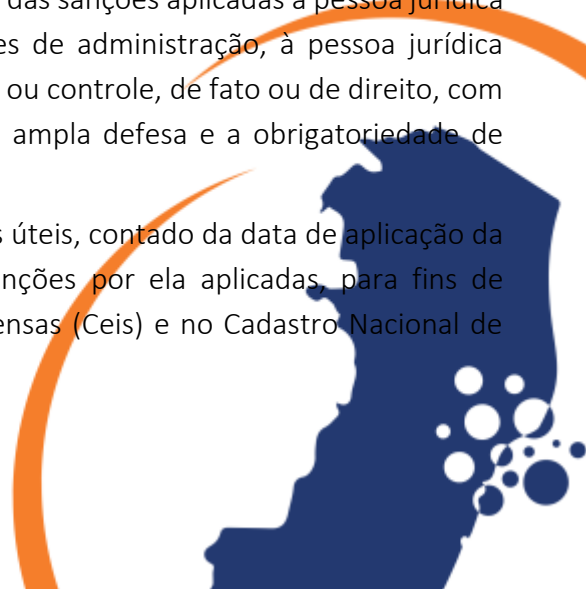 das sanções aplicadas à pessoa jurídica
es de administração, à pessoa jurídica
ou controle, de fato ou de direito, com
ampla defesa e a obrigatoriedade de
s úteis, contado da data de aplicação da
nções por ela aplicadas, para fins de
ensas (Ceis) e no Cadastro Nacional de